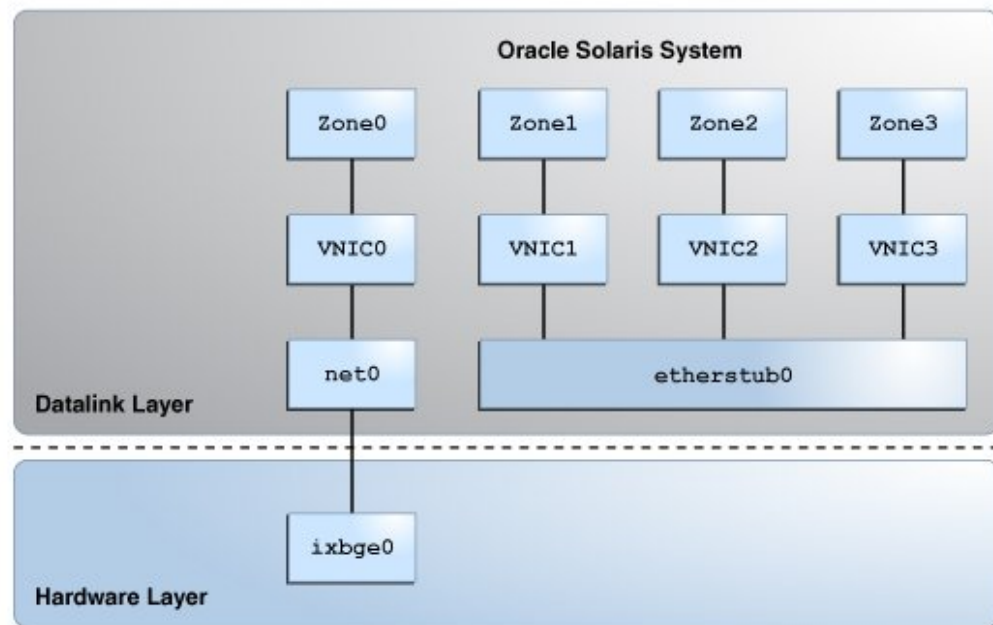 Oracle Solaris System
Zone0 Zone1 Zone2 Zone3
VNIC0 VNIC1 VNIC2 VNIC3
net0 etherstub0
Datalink Layer
ixbge0
Hardware Layer